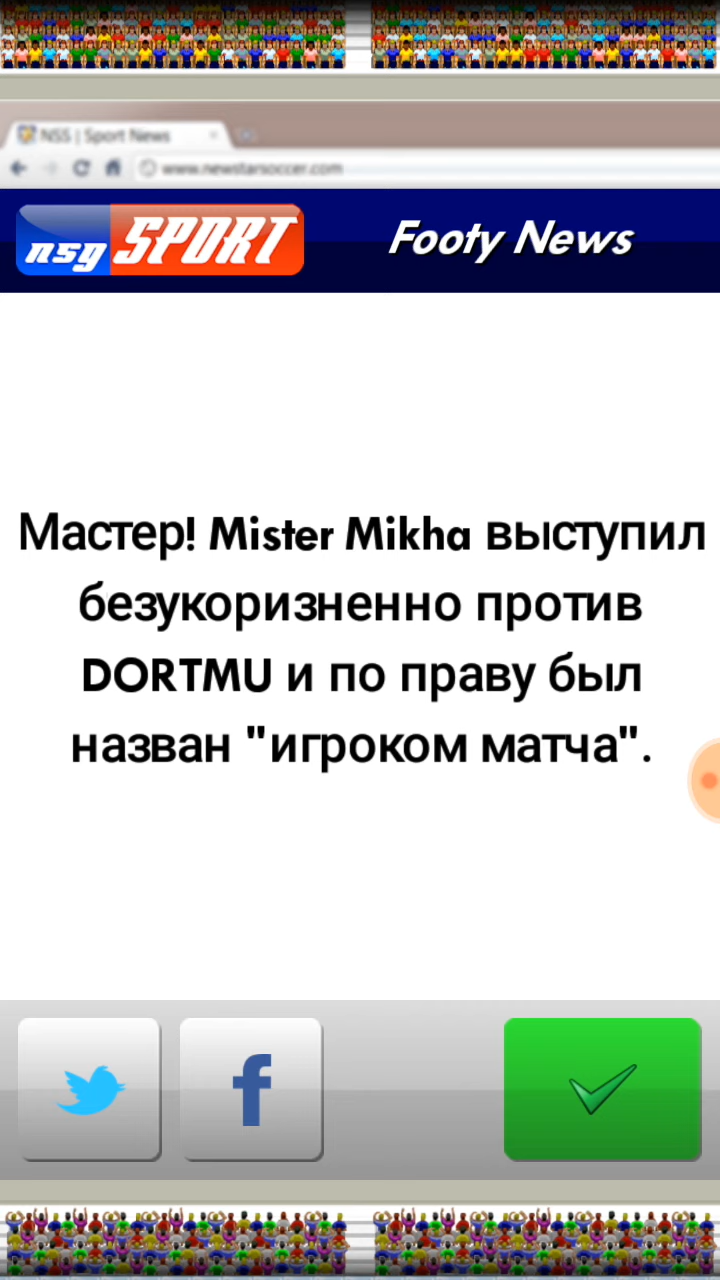 NSS | Sport News
www.newstarsoccer.com
nsg SPORT
Footy News
Мастер! Mister Mikha выступил
безукоризненно против
DORTMU и по праву был
назван "игроком матча".